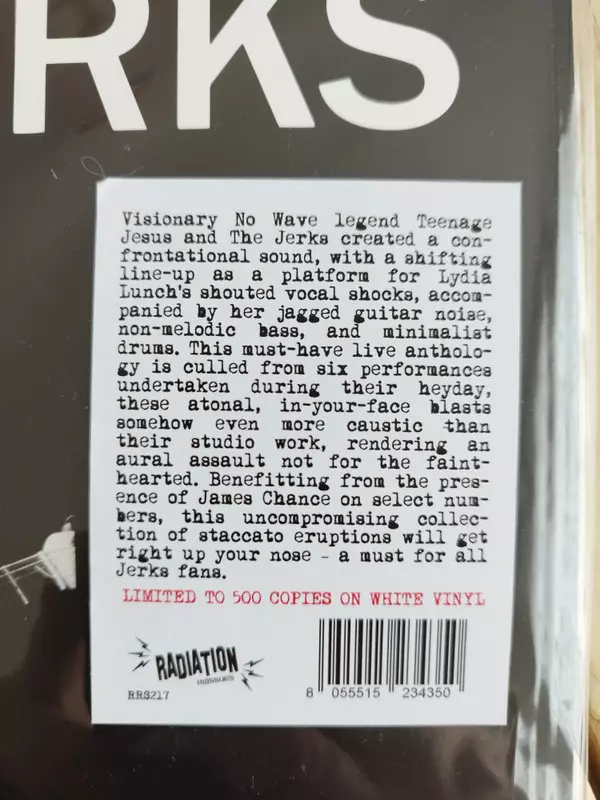 RKS
Visionary No Wave legend Teenage
Jesus and The Jerks created a con-
frontational sound, with a shifting
line-up as a platform for Lydia
Lunch's shouted vocal shocks, accom-
panied by her jagged guitar noise,
non-melodic bass, and minimalist
drums. This must-have live antholo-
gy is culled from six performances
undertaken during their heyday,
these atonal, in-your-face blasts
somehow even more caustic than
their studio work, rendering an
aural assault not for the faint-
hearted. Benefitting from the pres-
ence of James Chance on select num-
bers, this uncompromising collec-
tion of staccato eruptions will get
right up your nose - a must for all
Jerks fans.
LIMITED TO 500 COPIES ON WHITE VINYL
RADIATION
RRS217
8 055515 234350